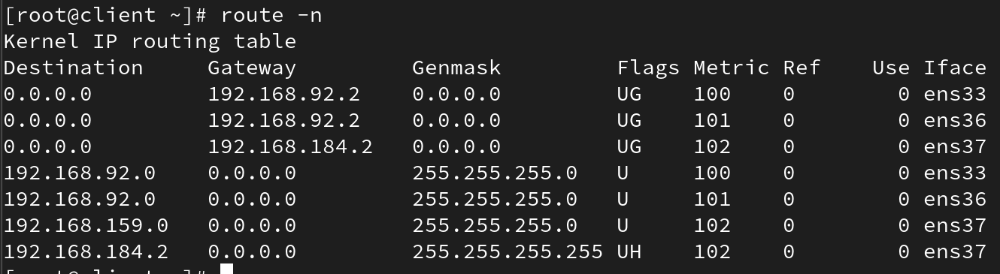 [root@client ~]# route -n
Kernel IP routing table
Destination     Gateway         Genmask         Flags Metric Ref    Use Iface
0.0.0.0         192.168.92.2    0.0.0.0         UG    100    0        0 ens33
0.0.0.0         192.168.92.2    0.0.0.0         UG    101    0        0 ens36
0.0.0.0         192.168.184.2   0.0.0.0         UG    102    0        0 ens37
192.168.92.0    0.0.0.0         255.255.255.0   U     100    0        0 ens33
192.168.92.0    0.0.0.0         255.255.255.0   U     101    0        0 ens36
192.168.159.0   0.0.0.0         255.255.255.0   U     102    0        0 ens37
192.168.184.2   0.0.0.0         255.255.255.255 UH    102    0        0 ens37
[root@client ~]#